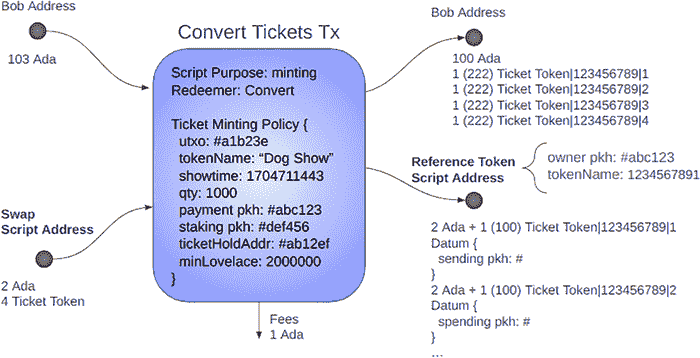 Bob Address
103 Ada
Convert Tickets Tx
Script Purpose: minting
Redeemer: Convert
Ticket Minting Policy {
utxo: #a1b23e
tokenName: “Dog Show”
showtime: 1704711443
qty: 1000
payment pkh: #abc123
staking pkh: #def456
ticketHoldAddr: #ab12ef
minLovelace: 2000000
}
Swap
Script Address
2 Ada
4 Ticket Token
Fees
1 Ada
Bob Address
100 Ada
1 (222) Ticket Token|123456789|1
1 (222) Ticket Token|123456789|2
1 (222) Ticket Token|123456789|3
1 (222) Ticket Token|123456789|4
Reference Token
Script Address
owner pkh: #abc123
tokenName: 1234567891
2 Ada + 1 (100) Ticket Token|123456789|1
Datum {
sending pkh: #
}
2 Ada + 1 (100) Ticket Token|123456789|2
Datum {
spending pkh: #
}
...